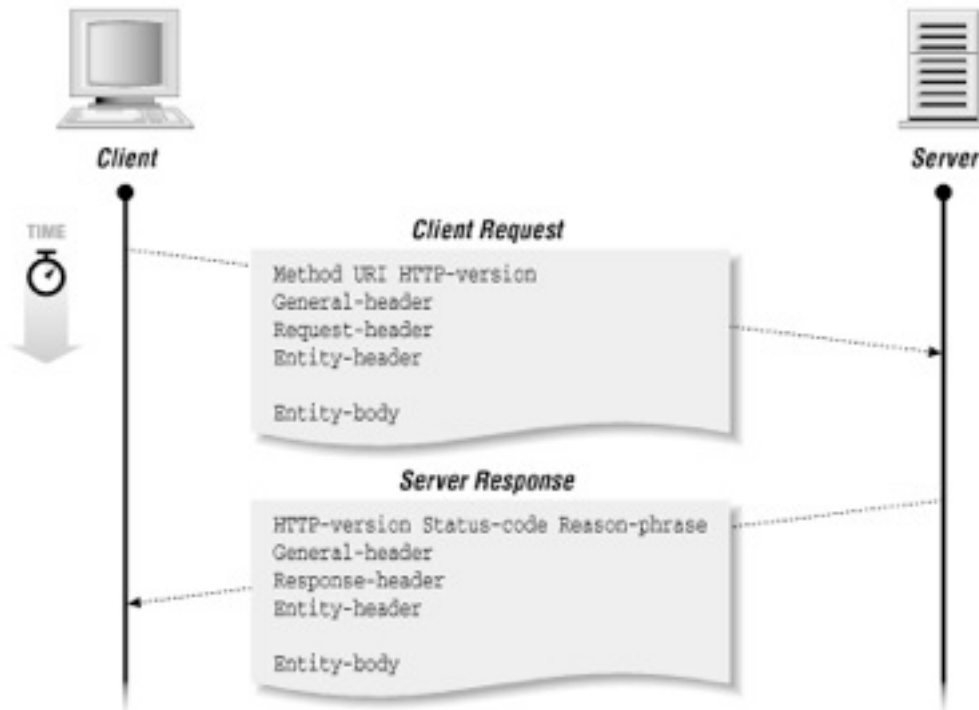 Client
Server
TIME
Client Request
Method URI HTTP-version
General-header
Request-header
Entity-header
Entity-body
Server Response
HTTP-version Status-code Reason-phrase
General-header
Response-header
Entity-header
Entity-body